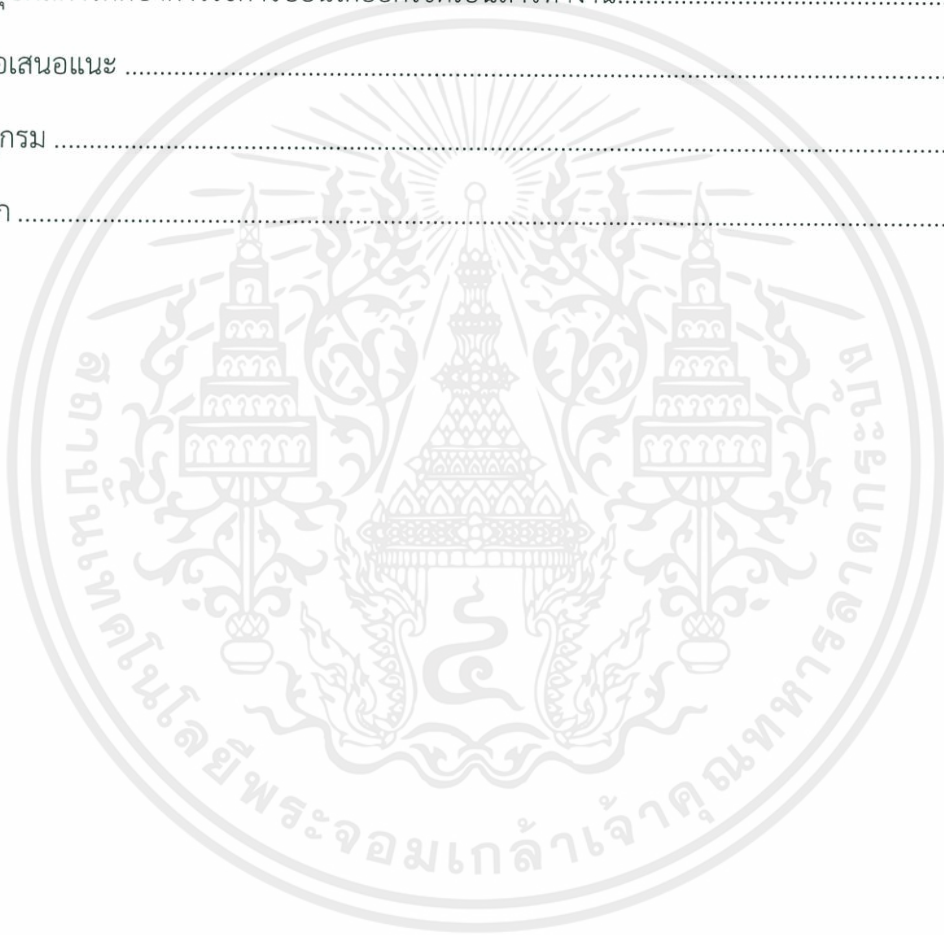 อเสนอแนะ ........................................................
กรม ........................................................
ก ........................................................
สถาบันเทคโนโลยีพระจอมเกล้าเจ้าคุณทหารลาดกระบัง